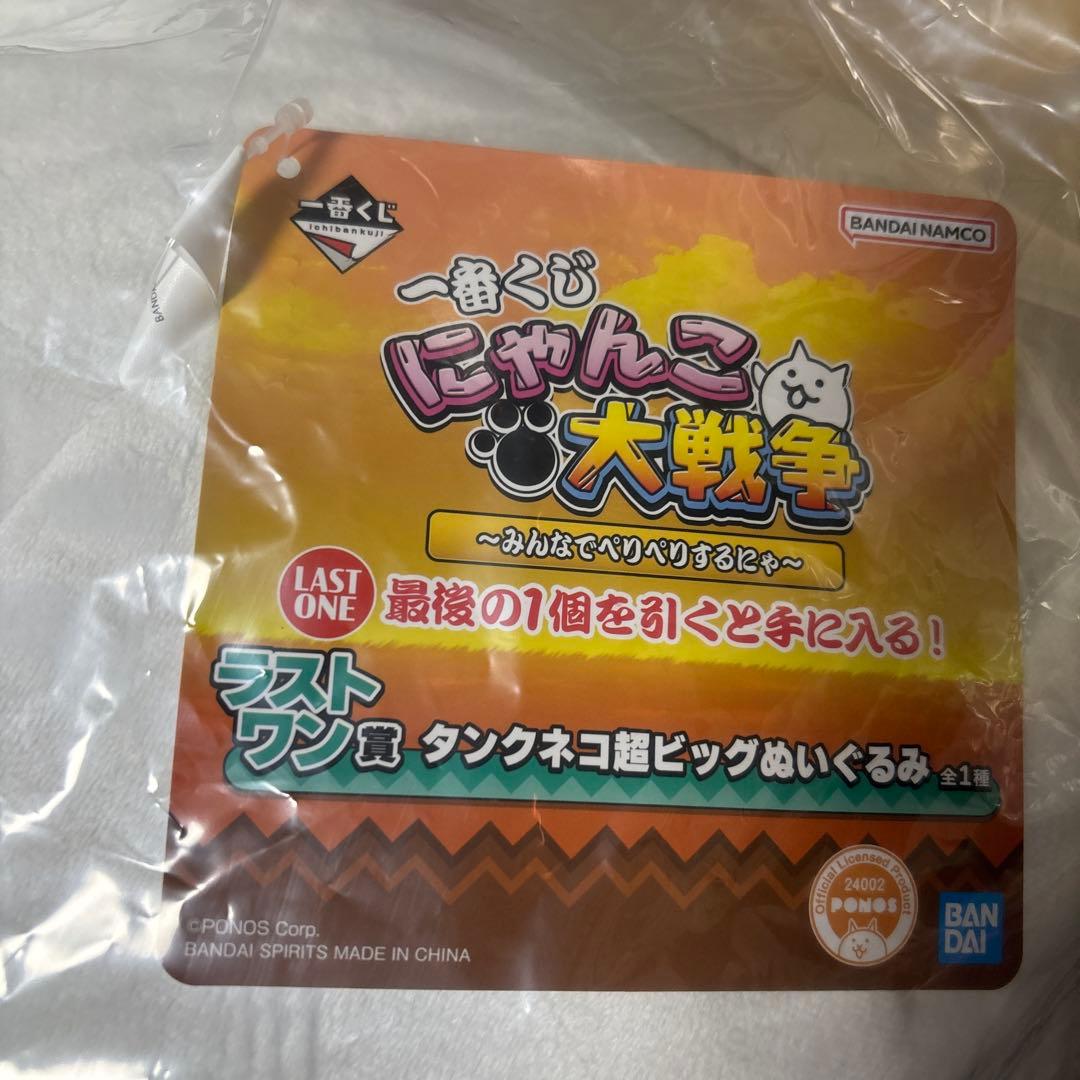 一番くじ
ichibankuji
BANDAI NAMCO
一番くじ
にゃんこ
大戦争
～みんなでぺりぺりするにゃ～
LAST
ONE
最後の1個を引くと手に入る！
ラスト
ワン賞
タンクネコ超ビッグぬいぐるみ 全1種
Official Licensed Product
24002
PONOS
BAN
DAI
©PONOS Corp.
BANDAI SPIRITS MADE IN CHINA